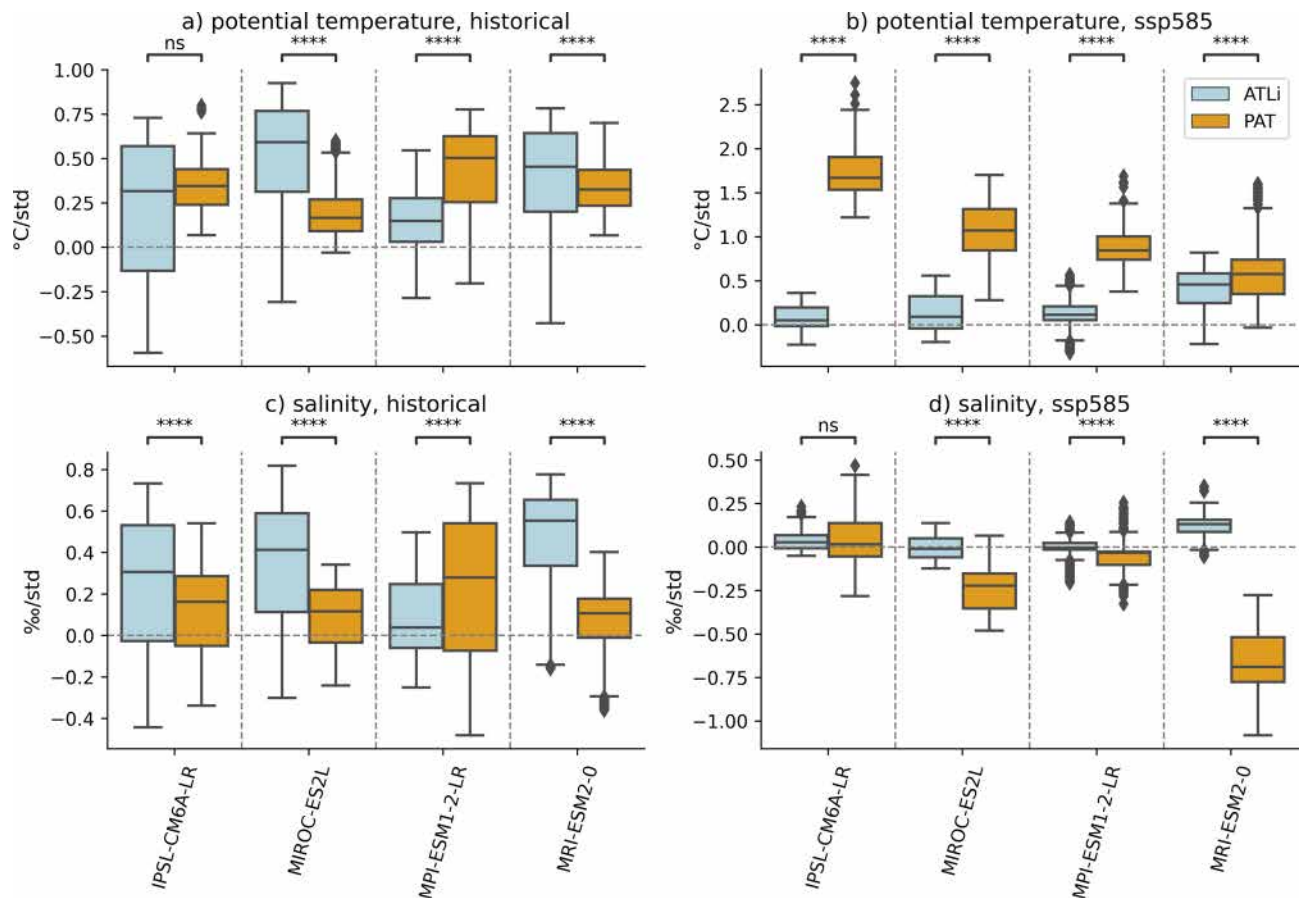 a) potential temperature, historical
ns
****
****
****
1.00
0.75
0.50
0.25
0.00
−0.25
−0.50
°C/std
b) potential temperature, ssp585
****
****
****
****
2.5
2.0
1.5
1.0
0.5
0.0
°C/std
ATLi
PAT
c) salinity, historical
****
****
****
****
0.8
0.6
0.4
0.2
0.0
−0.2
−0.4
‰/std
IPSL-CM6A-LR
MIROC-ES2L
MPI-ESM1-2-LR
MRI-ESM2-0
d) salinity, ssp585
ns
****
****
****
0.50
0.25
0.00
−0.25
−0.50
−0.75
−1.00
‰/std
IPSL-CM6A-LR
MIROC-ES2L
MPI-ESM1-2-LR
MRI-ESM2-0